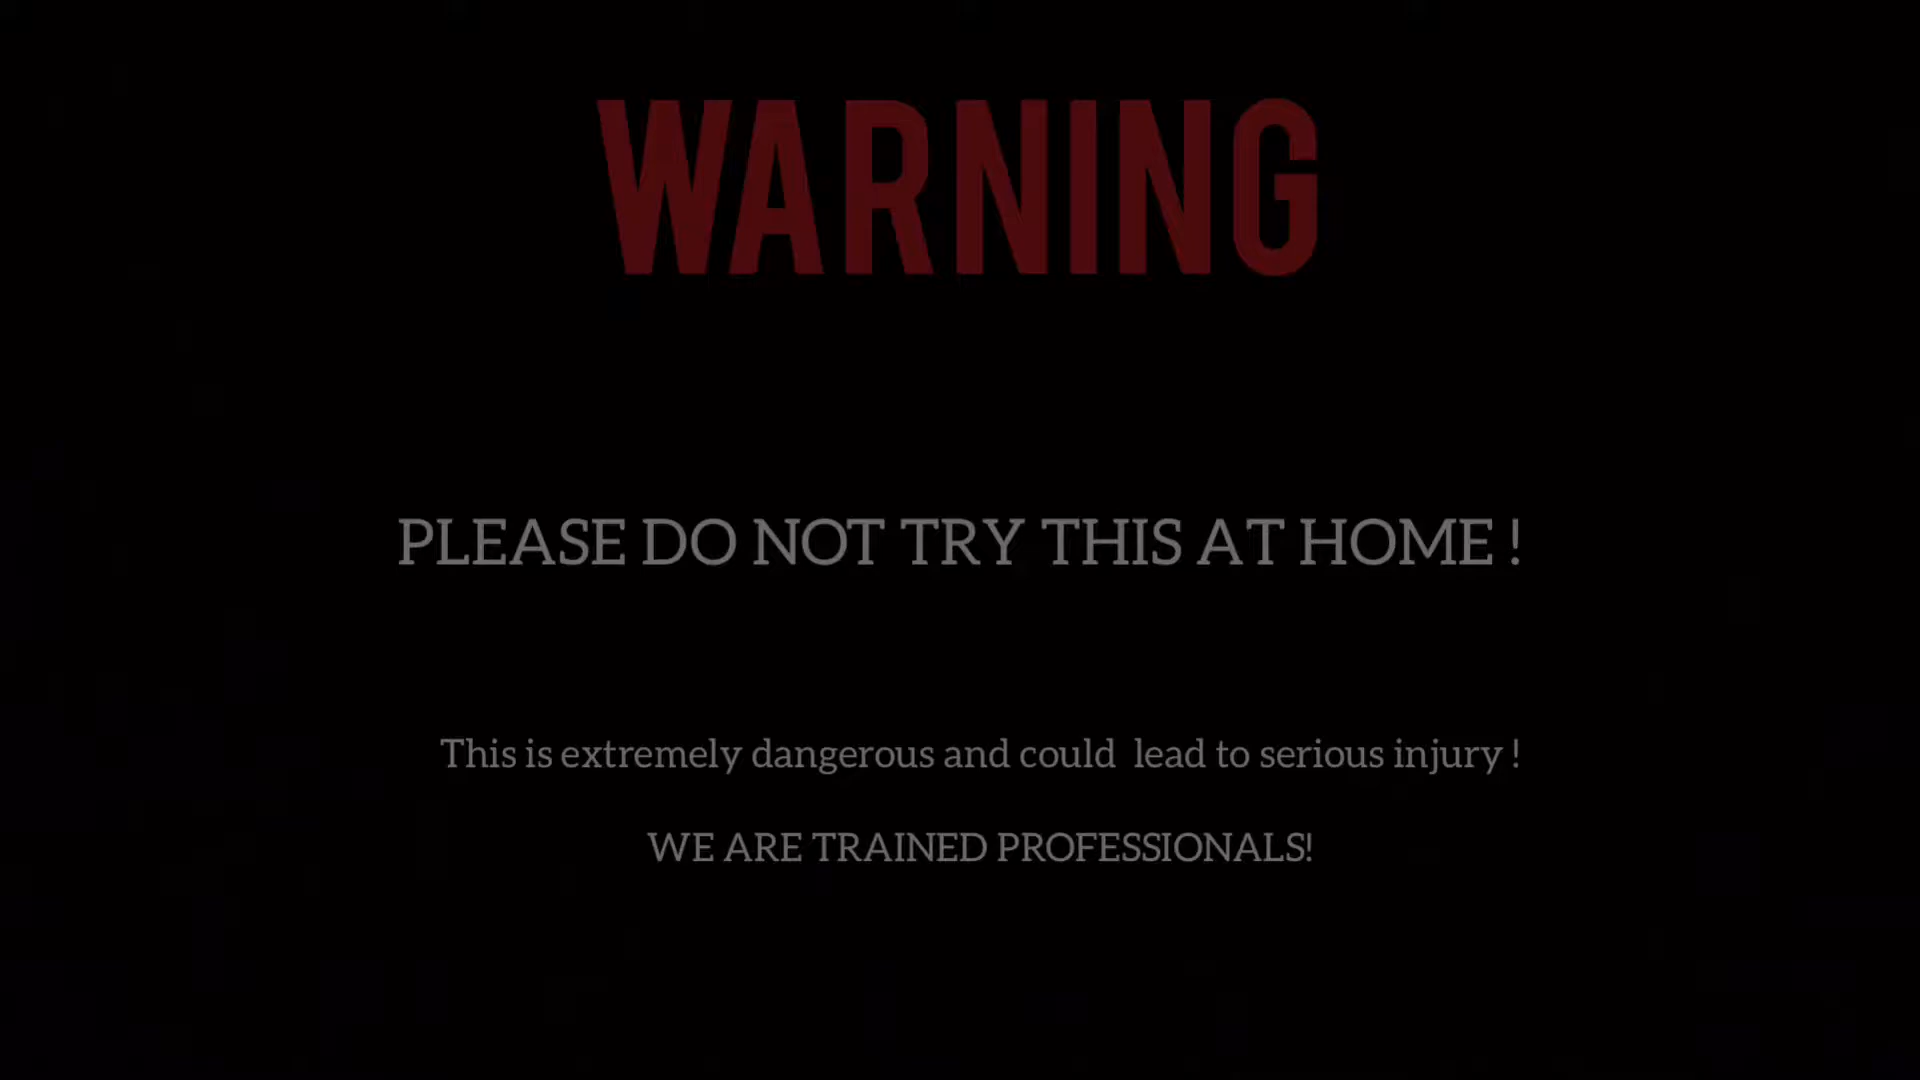 WARNING
PLEASE DO NOT TRY THIS AT HOME !
This is extremely dangerous and could  lead to serious injury !
WE ARE TRAINED PROFESSIONALS!